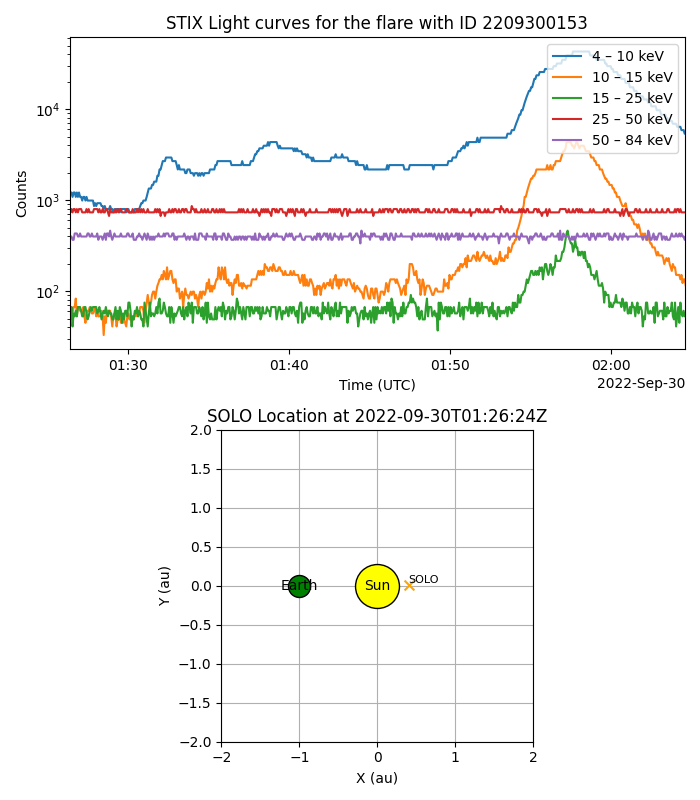 STIX Light curves for the flare with ID 2209300153
Counts
10⁴
10³
10²
4 – 10 keV
10 – 15 keV
15 – 25 keV
25 – 50 keV
50 – 84 keV
01:30 01:40 01:50 02:00
Time (UTC)
2022-Sep-30
SOLO Location at 2022-09-30T01:26:24Z
Y (au)
2.0
1.5
1.0
0.5
0.0
−0.5
−1.0
−1.5
−2.0
Earth Sun SOLO
−2 −1 0 1 2
X (au)